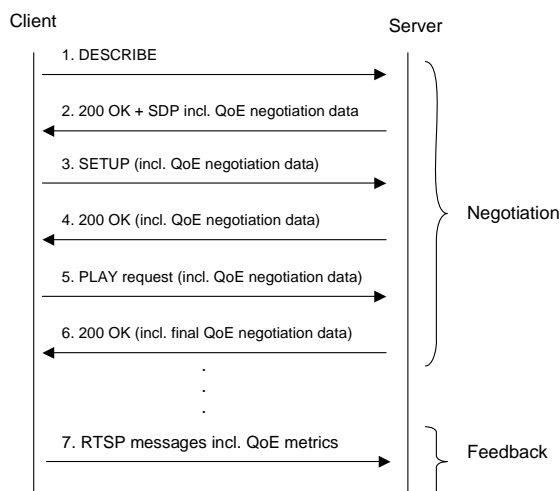 Client
Server
1. DESCRIBE
2. 200 OK + SDP incl. QoE negotiation data
3. SETUP (incl. QoE negotiation data)
4. 200 OK (incl. QoE negotiation data)
Negotiation
5. PLAY request (incl. QoE negotiation data)
6. 200 OK (incl. final QoE negotiation data)
.
.
.
7. RTSP messages incl. QoE metrics
Feedback